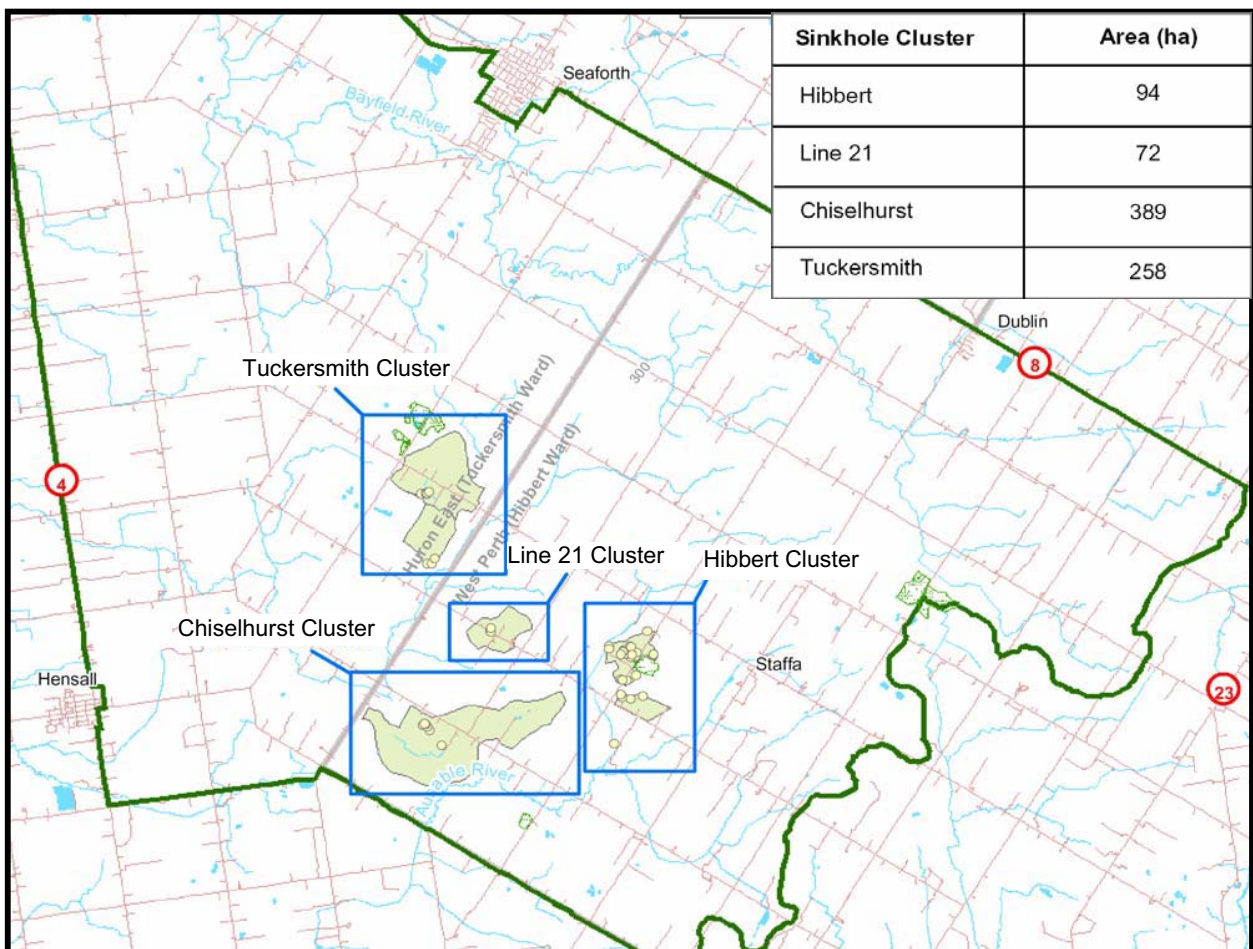 Sinkhole Cluster Area (ha)
Hibbert 94
Line 21 72
Chiselhurst 389
Tuckersmith 258
Seaforth
Bayfield River
Dublin
8
300
Tuckersmith Cluster
Huron East (Tuckersmith Ward)
West Perth (Hibbert Ward)
4
Line 21 Cluster
Hibbert Cluster
Chiselhurst Cluster
Hensall
Staffa
23
Ausable River